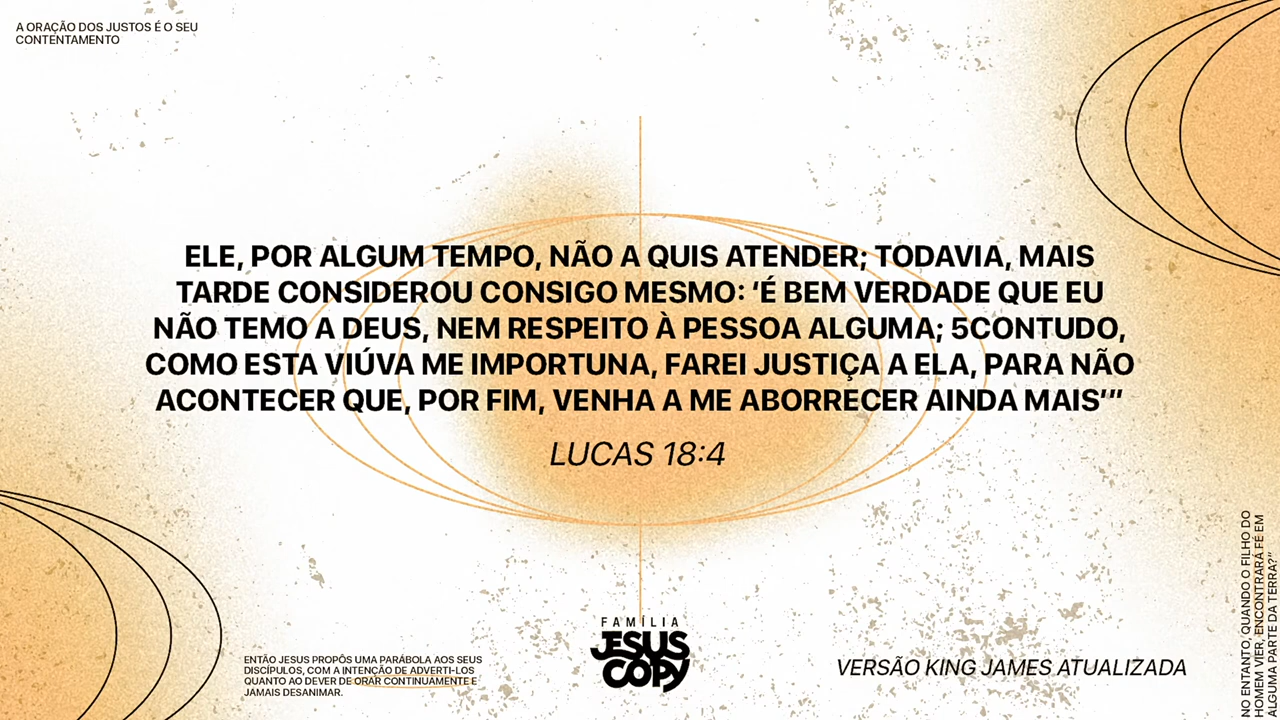 A ORAÇÃO DOS JUSTOS É O SEU
CONTENTAMENTO
ELE, POR ALGUM TEMPO, NÃO A QUIS ATENDER; TODAVIA, MAIS
TARDE CONSIDEROU CONSIGO MESMO: ‘É BEM VERDADE QUE EU
NÃO TEMO A DEUS, NEM RESPEITO À PESSOA ALGUMA; 5CONTUDO,
COMO ESTA VIÚVA ME IMPORTUNA, FAREI JUSTIÇA A ELA, PARA NÃO
ACONTECER QUE, POR FIM, VENHA A ME ABORRECER AINDA MAIS’”
LUCAS 18:4
ENTÃO JESUS PROPÔS UMA PARÁBOLA AOS SEUS
DISCÍPULOS, COM A INTENÇÃO DE ADVERTI-LOS
QUANTO AO DEVER DE ORAR CONTINUAMENTE E
JAMAIS DESANIMAR.
FAMÍLIA
JESUS
COPY
VERSÃO KING JAMES ATUALIZADA
NO ENTANTO, QUANDO O FILHO DO
HOMEM VIER, ENCONTRARÁ FÉ EM
ALGUMA PARTE DA TERRA?”